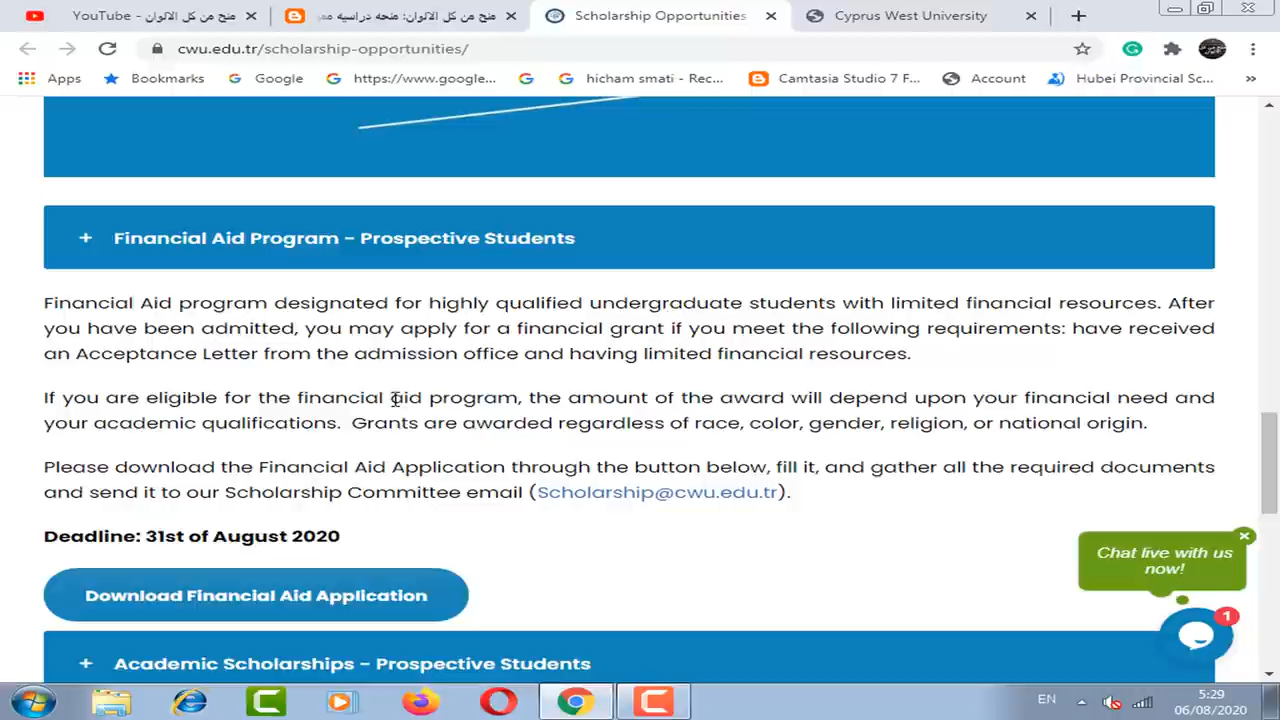 منح من كل الالوان - YouTube
منح من كل الالوان: منحه دراسيه
Scholarship Opportunities
Cyprus West University
cwu.edu.tr/scholarship-opportunities/
Apps
Bookmarks
Google
https://www.google...
hicham smati - Rec...
Camtasia Studio 7 F...
Account
Hubei Provincial Sc...
»
+ Financial Aid Program – Prospective Students
Financial Aid program designated for highly qualified undergraduate students with limited financial resources. After
you have been admitted, you may apply for a financial grant if you meet the following requirements: have received
an Acceptance Letter from the admission office and having limited financial resources.
If you are eligible for the financial aid program, the amount of the award will depend upon your financial need and
your academic qualifications. Grants are awarded regardless of race, color, gender, religion, or national origin.
Please download the Financial Aid Application through the button below, fill it, and gather all the required documents
and send it to our Scholarship Committee email (Scholarship@cwu.edu.tr).
Deadline: 31st of August 2020
Chat live with us
now!
Download Financial Aid Application
1
+ Academic Scholarships – Prospective Students
EN
5:29
06/08/2020